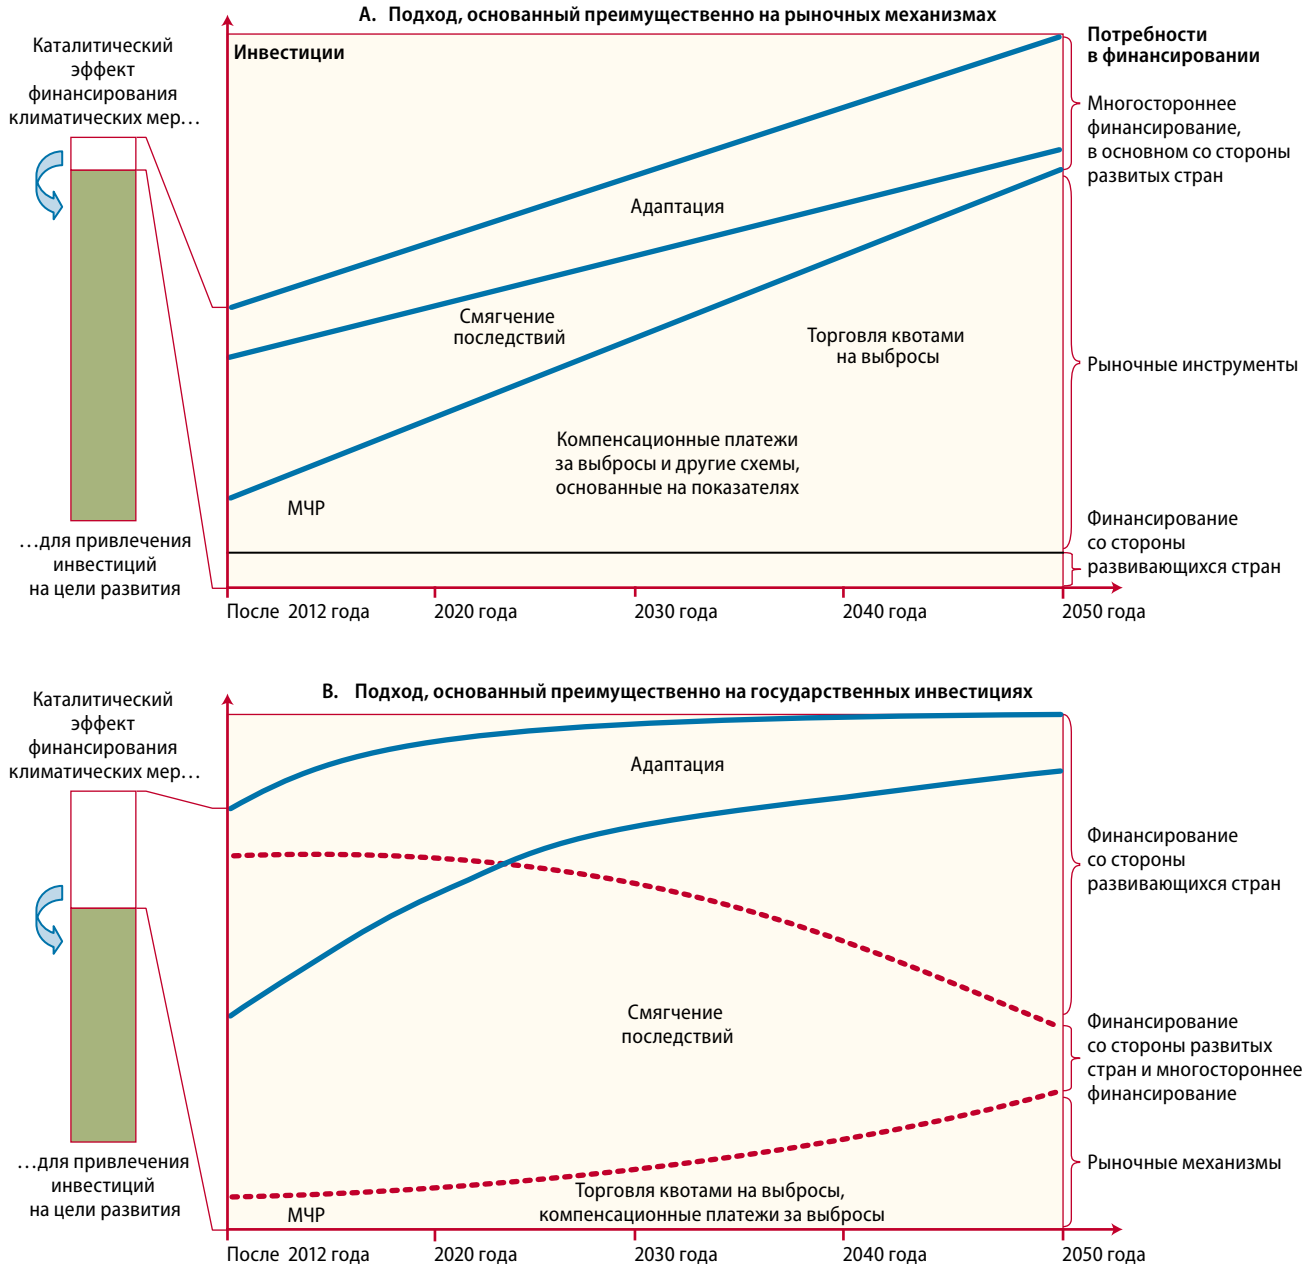 А. Подход, основанный преимущественно на рыночных механизмах
Каталитический
эффект
финансирования
климатических мер…
…для привлечения
инвестиций
на цели развития
Инвестиции
Адаптация
Смягчение
последствий
Торговля квотами
на выбросы
Компенсационные платежи
за выбросы и другие схемы,
основанные на показателях
МЧР
Потребности
в финансировании
Многостороннее
финансирование,
в основном со стороны
развитых стран
Рыночные инструменты
Финансирование
со стороны
развивающихся стран
После 2012 года
2020 года
2030 года
2040 года
2050 года
В. Подход, основанный преимущественно на государственных инвестициях
Каталитический
эффект
финансирования
климатических мер…
…для привлечения
инвестиций
на цели развития
Адаптация
Смягчение
последствий
Торговля квотами на выбросы,
компенсационные платежи за выбросы
МЧР
Финансирование
со стороны
развивающихся стран
Финансирование
со стороны развитых
стран и многостороннее
финансирование
Рыночные механизмы
После 2012 года
2020 года
2030 года
2040 года
2050 года